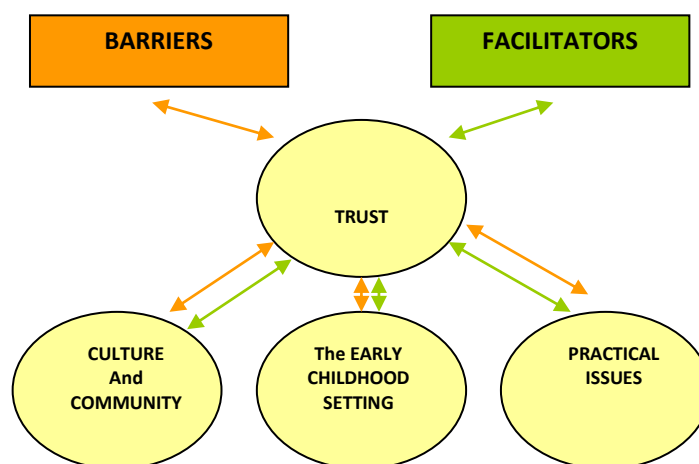 BARRIERS
FACILITATORS
TRUST
CULTURE
And
COMMUNITY
The EARLY
CHILDHOOD
SETTING
PRACTICAL
ISSUES